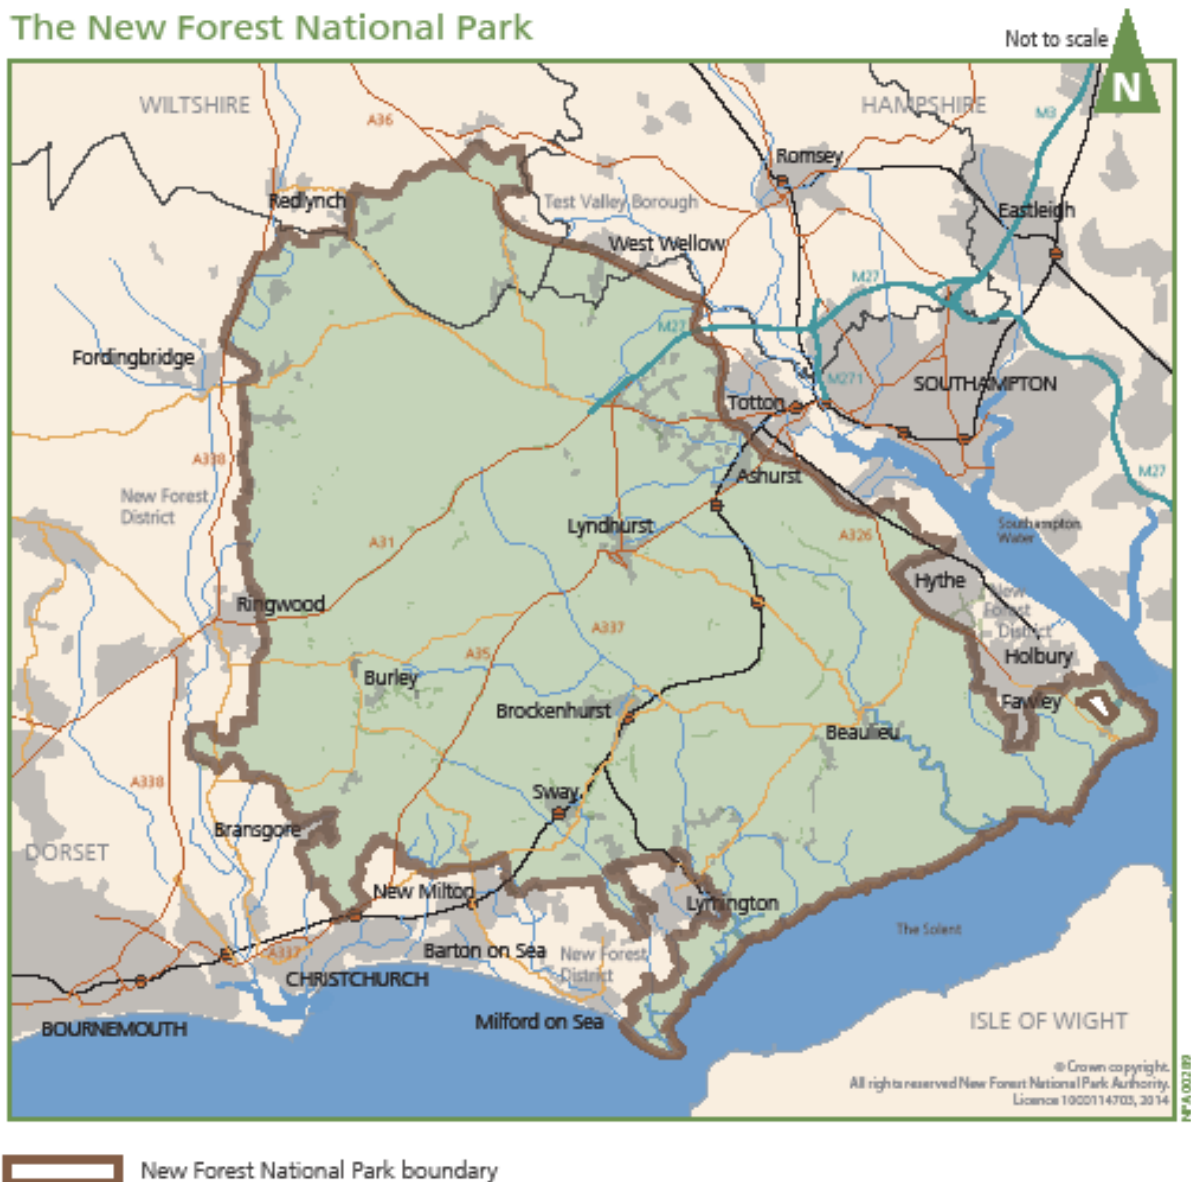 The New Forest National Park
Not to scale
N
WILTSHIRE
HAMPSHIRE
M3
A36
Romsey
Redlynch
Test Valley Borough
Eastleigh
West Wellow
M27
M27
Fordingbridge
M271
SOUTHAMPTON
Totton
A338
Ashurst
M27
New Forest
District
Lyndhurst
Southampton
Water
A31
A326
Hythe
New
Forest
District
Ringwood
A337
A35
Holbury
Burley
Fawley
Brockenhurst
Beaulieu
A338
Sway
Bransgore
DORSET
New Milton
Lymington
The Solent
Barton on Sea
New Forest
District
A337
CHRISTCHURCH
Milford on Sea
ISLE OF WIGHT
BOURNEMOUTH
© Crown copyright.
All rights reserved New Forest National Park Authority.
Licence 1000114703, 2014
NPA 00289
New Forest National Park boundary